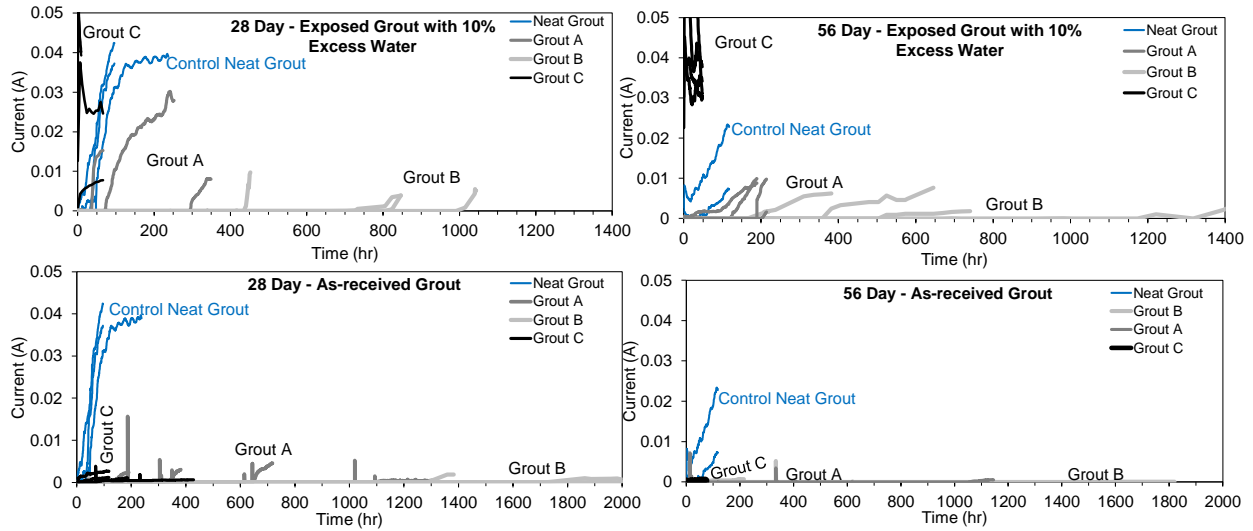 28 Day - Exposed Grout with 10%
Excess Water
Current (A)
0.05
0.04
0.03
0.02
0.01
0
Grout C
Control Neat Grout
Grout A
Grout B
Neat Grout
Grout A
Grout B
Grout C
0 200 400 600 800 1000 1200 1400
Time (hr)
56 Day - Exposed Grout with 10%
Excess Water
Current (A)
0.05
0.04
0.03
0.02
0.01
0
Grout C
Control Neat Grout
Grout A
Grout B
Neat Grout
Grout A
Grout B
Grout C
0 200 400 600 800 1000 1200 1400
Time (hr)
28 Day - As-received Grout
Current (A)
0.05
0.04
0.03
0.02
0.01
0
Control Neat Grout
Grout C
Grout A
Grout B
Neat Grout
Grout A
Grout B
Grout C
0 200 400 600 800 1000 1200 1400 1600 1800 2000
Time (hr)
56 Day - As-received Grout
Current (A)
0.05
0.04
0.03
0.02
0.01
0
Control Neat Grout
Grout C
Grout A
Grout B
Neat Grout
Grout B
Grout A
Grout C
0 200 400 600 800 1000 1200 1400 1600 1800 2000
Time (hr)